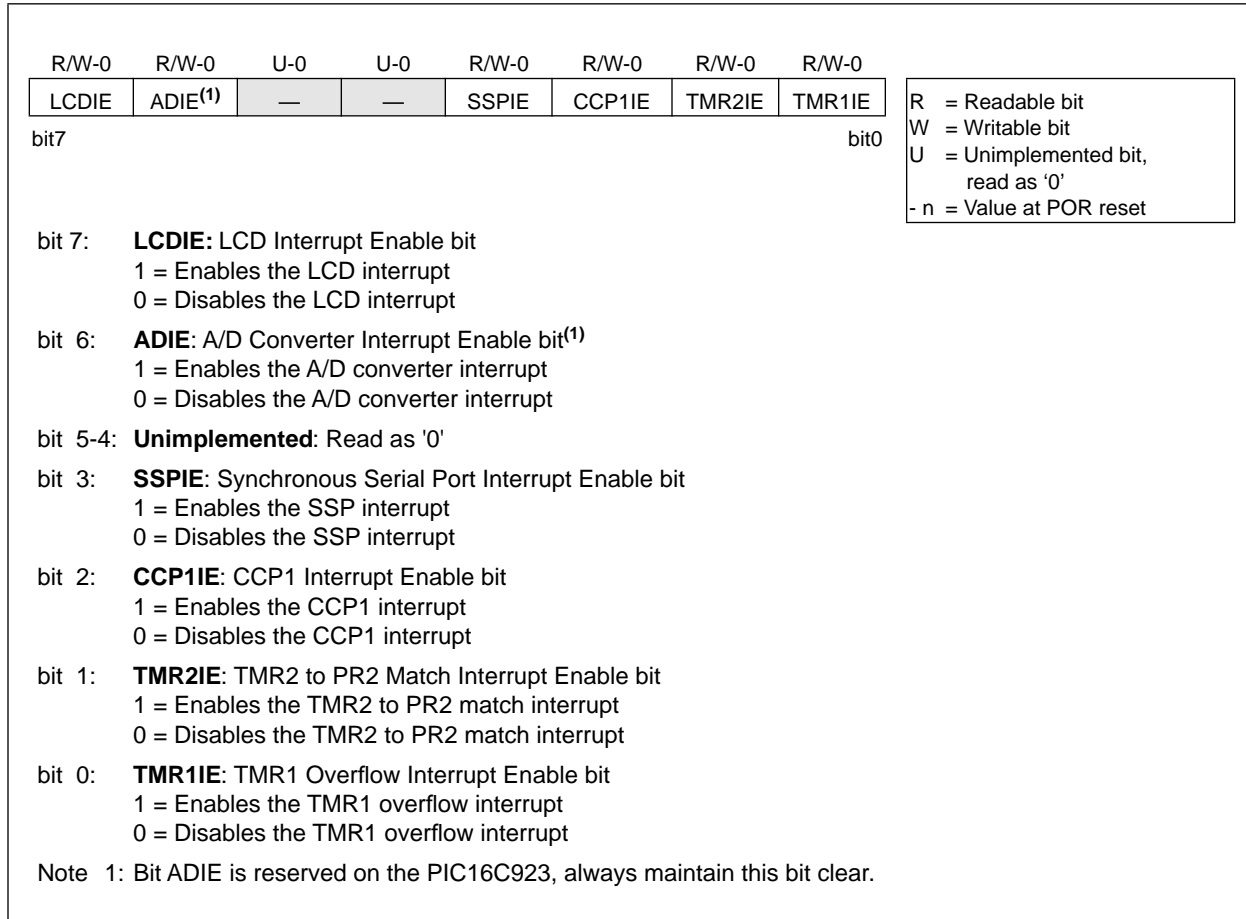 R/W-0 R/W-0 U-0 U-0 R/W-0 R/W-0 R/W-0 R/W-0
LCDIE ADIE(1) — — SSPIE CCP1IE TMR2IE TMR1IE
bit7 bit0
R = Readable bit
W = Writable bit
U = Unimplemented bit,
read as ‘0’
- n = Value at POR reset
bit 7: LCDIE: LCD Interrupt Enable bit
1 = Enables the LCD interrupt
0 = Disables the LCD interrupt
bit 6: ADIE: A/D Converter Interrupt Enable bit(1)
1 = Enables the A/D converter interrupt
0 = Disables the A/D converter interrupt
bit 5-4: Unimplemented: Read as '0'
bit 3: SSPIE: Synchronous Serial Port Interrupt Enable bit
1 = Enables the SSP interrupt
0 = Disables the SSP interrupt
bit 2: CCP1IE: CCP1 Interrupt Enable bit
1 = Enables the CCP1 interrupt
0 = Disables the CCP1 interrupt
bit 1: TMR2IE: TMR2 to PR2 Match Interrupt Enable bit
1 = Enables the TMR2 to PR2 match interrupt
0 = Disables the TMR2 to PR2 match interrupt
bit 0: TMR1IE: TMR1 Overflow Interrupt Enable bit
1 = Enables the TMR1 overflow interrupt
0 = Disables the TMR1 overflow interrupt
Note 1: Bit ADIE is reserved on the PIC16C923, always maintain this bit clear.